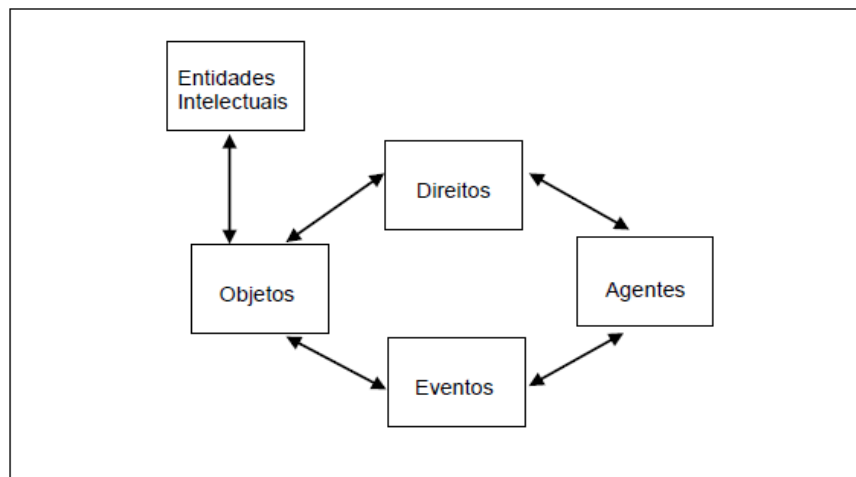 Entidades
Intelectuais
Direitos
Objetos
Agentes
Eventos